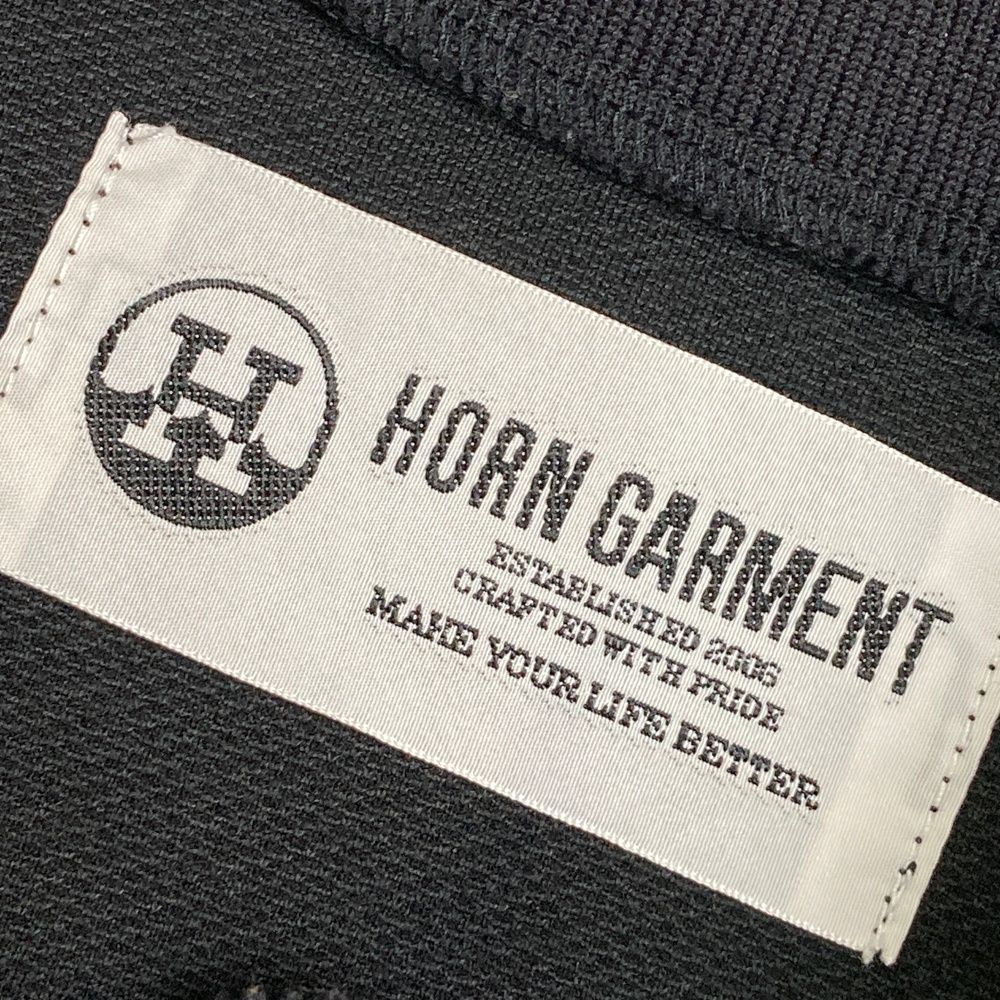 H
HORN GARMENT
ESTABLISHED 2006
CRAFTED WITH PRIDE
MAKE YOUR LIFE BETTER